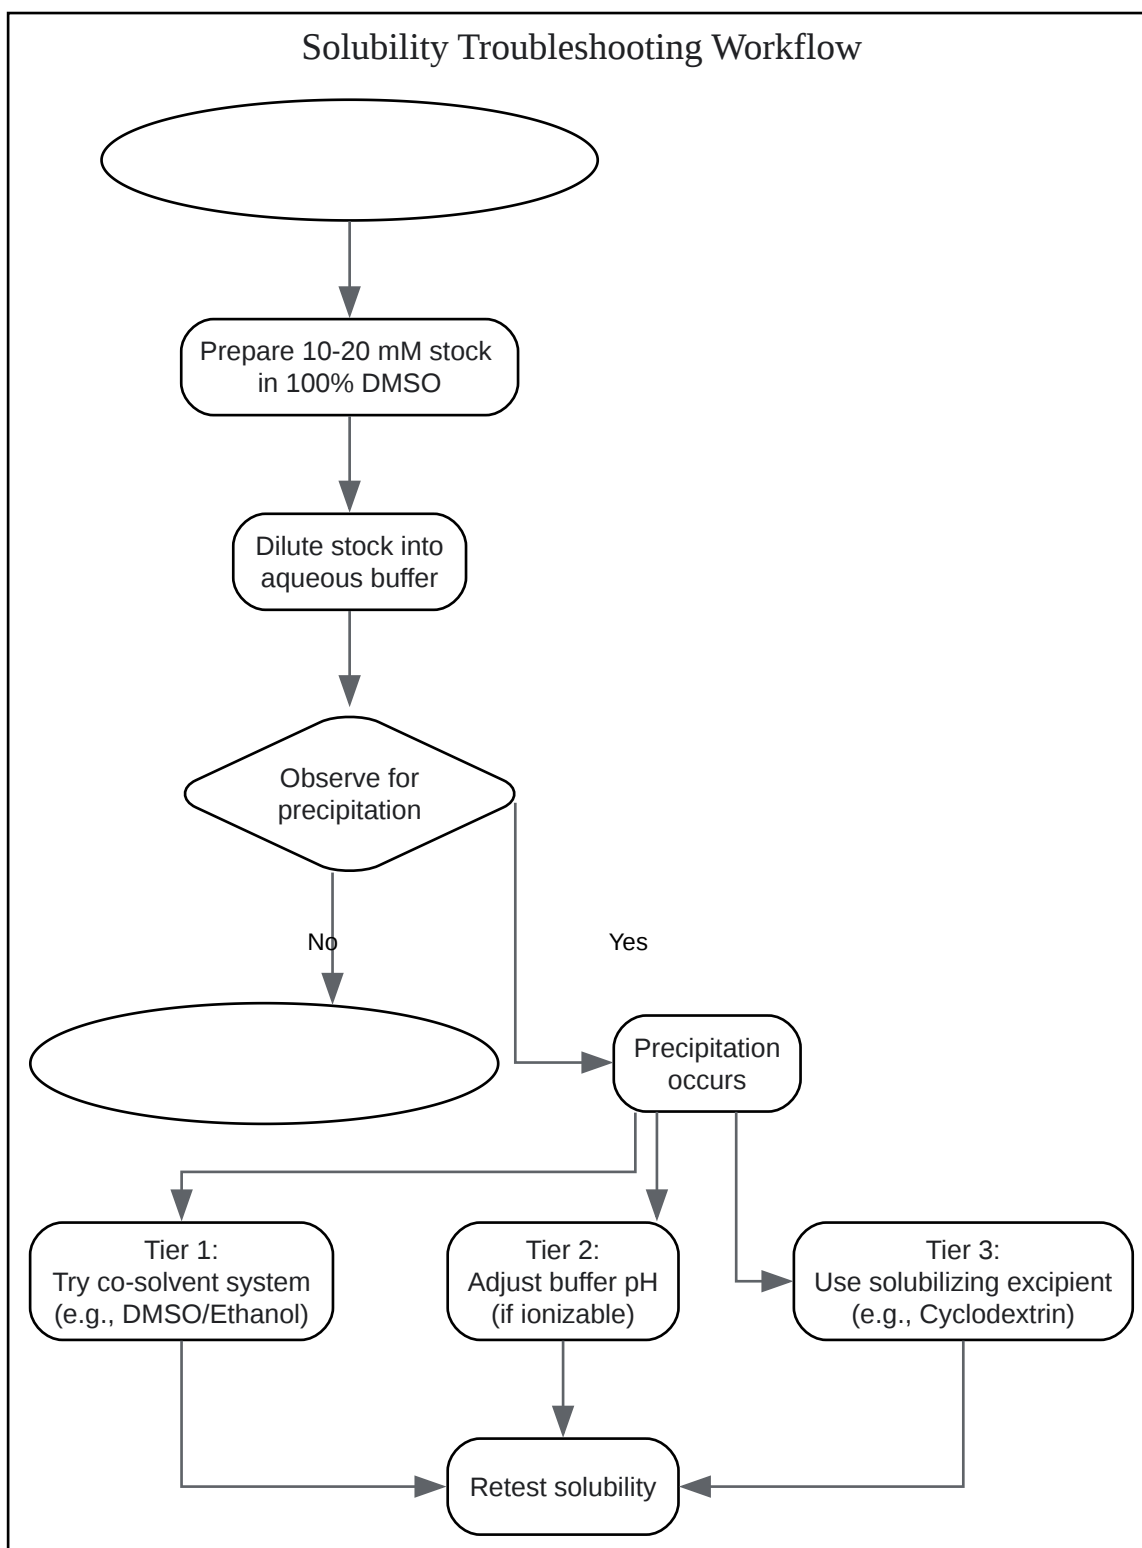 Solubility Troubleshooting Workflow
Prepare 10-20 mM stock
in 100% DMSO
Dilute stock into
aqueous buffer
Observe for
precipitation
No
Yes
Precipitation
occurs
Tier 1:
Try co-solvent system
(e.g., DMSO/Ethanol)
Tier 2:
Adjust buffer pH
(if ionizable)
Tier 3:
Use solubilizing excipient
(e.g., Cyclodextrin)
Retest solubility